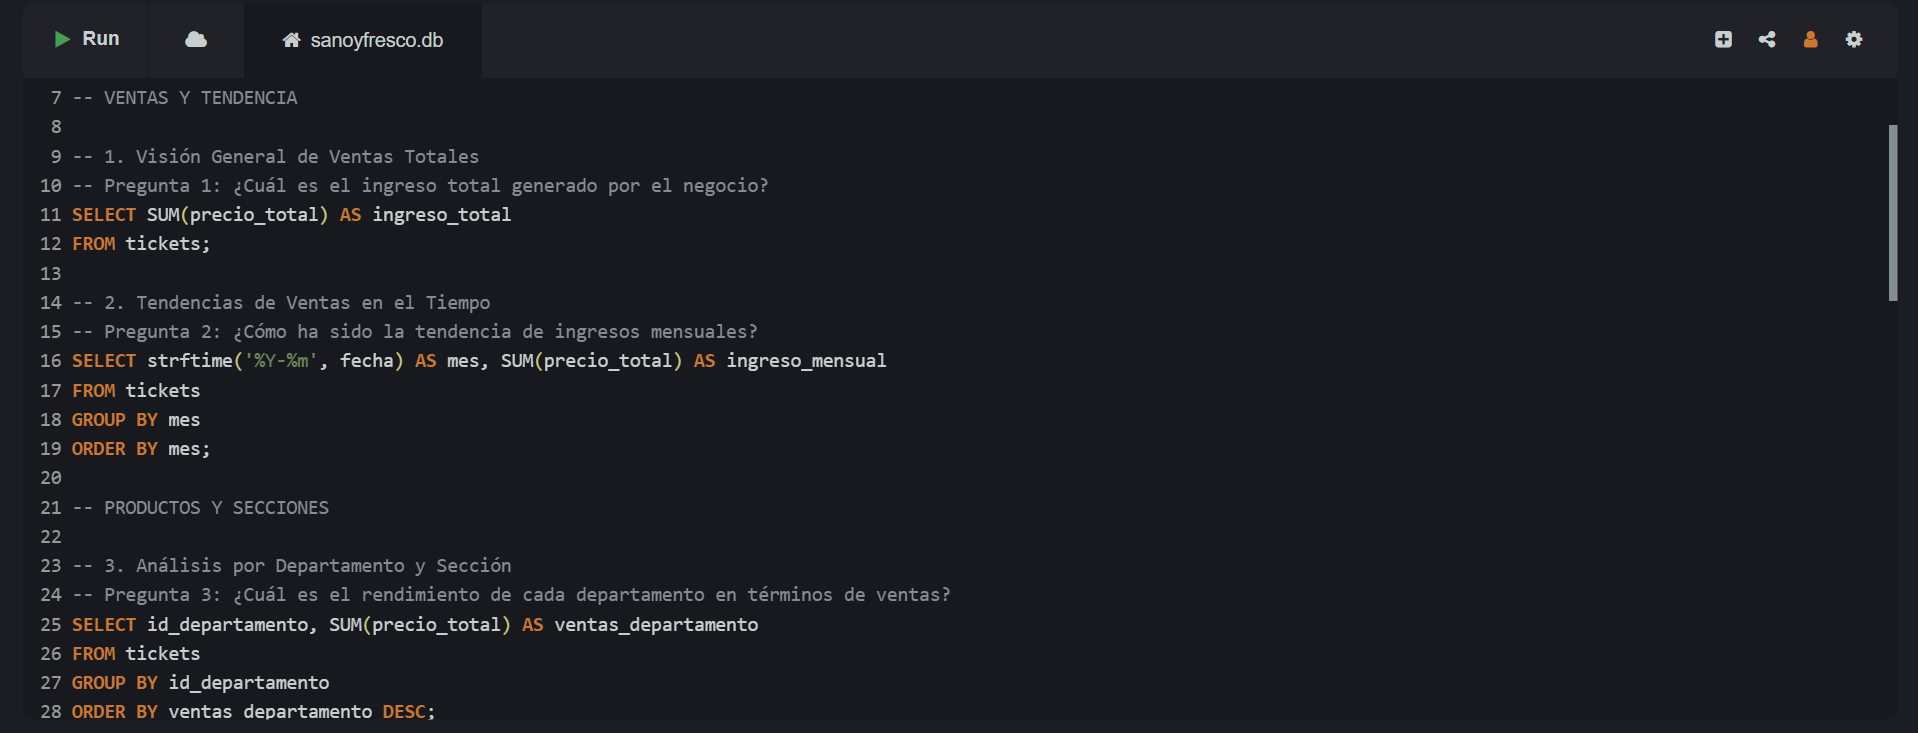 Run
sanoyfresco.db
7 -- VENTAS Y TENDENCIA
8
9 -- 1. Visión General de Ventas Totales
10 -- Pregunta 1: ¿Cuál es el ingreso total generado por el negocio?
11 SELECT SUM(precio_total) AS ingreso_total
12 FROM tickets;
13
14 -- 2. Tendencias de Ventas en el Tiempo
15 -- Pregunta 2: ¿Cómo ha sido la tendencia de ingresos mensuales?
16 SELECT strftime('%Y-%m', fecha) AS mes, SUM(precio_total) AS ingreso_mensual
17 FROM tickets
18 GROUP BY mes
19 ORDER BY mes;
20
21 -- PRODUCTOS Y SECCIONES
22
23 -- 3. Análisis por Departamento y Sección
24 -- Pregunta 3: ¿Cuál es el rendimiento de cada departamento en términos de ventas?
25 SELECT id_departamento, SUM(precio_total) AS ventas_departamento
26 FROM tickets
27 GROUP BY id_departamento
28 ORDER BY ventas_departamento DESC;